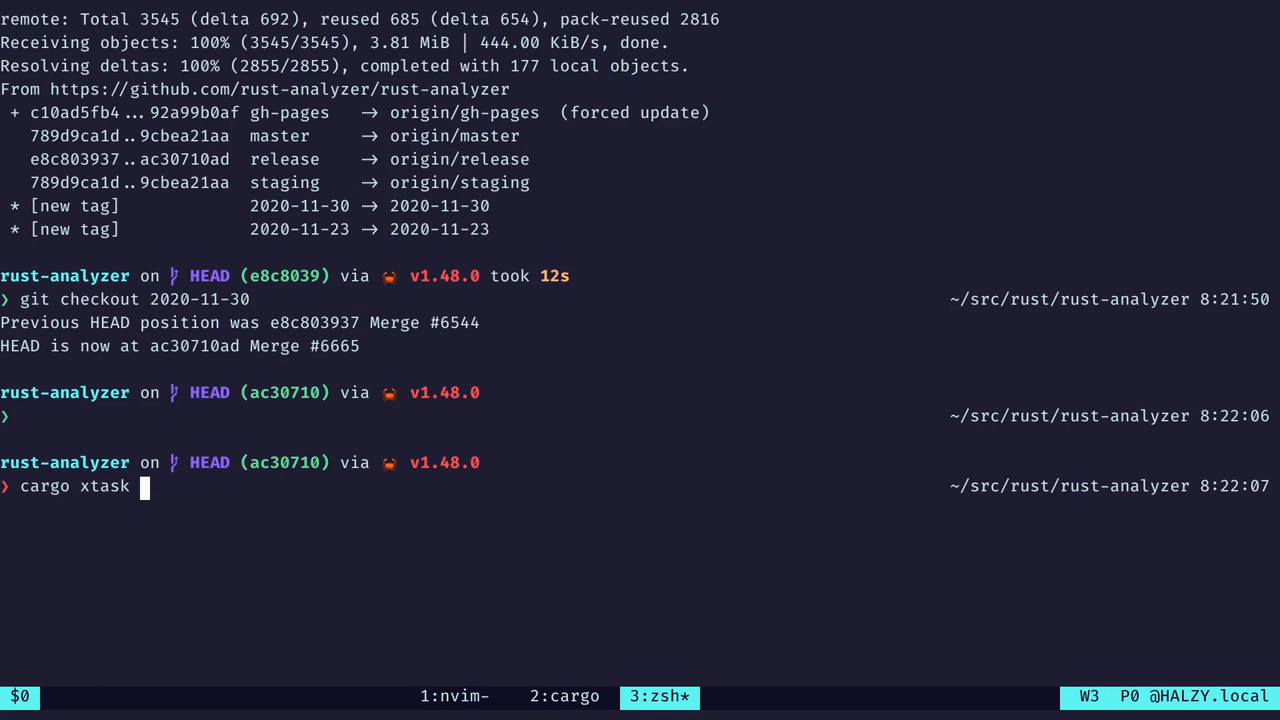 remote: Total 3545 (delta 692), reused 685 (delta 654), pack-reused 2816
Receiving objects: 100% (3545/3545), 3.81 MiB | 444.00 KiB/s, done.
Resolving deltas: 100% (2855/2855), completed with 177 local objects.
From https://github.com/rust-analyzer/rust-analyzer
 + c10ad5fb4...92a99b0af gh-pages   -> origin/gh-pages  (forced update)
   789d9ca1d..9cbea21aa  master     -> origin/master
   e8c803937..ac30710ad  release    -> origin/release
   789d9ca1d..9cbea21aa  staging    -> origin/staging
 * [new tag]             2020-11-30 -> 2020-11-30
 * [new tag]             2020-11-23 -> 2020-11-23
rust-analyzer on HEAD (e8c8039) via 🦀 v1.48.0 took 12s
❯ git checkout 2020-11-30 ~/src/rust/rust-analyzer 8:21:50
Previous HEAD position was e8c803937 Merge #6544
HEAD is now at ac30710ad Merge #6665
rust-analyzer on HEAD (ac30710) via 🦀 v1.48.0
❯ ~/src/rust/rust-analyzer 8:22:06
rust-analyzer on HEAD (ac30710) via 🦀 v1.48.0
❯ cargo xtask ~/src/rust/rust-analyzer 8:22:07
$0 1:nvim- 2:cargo 3:zsh* W3 P0 @HALZY.local